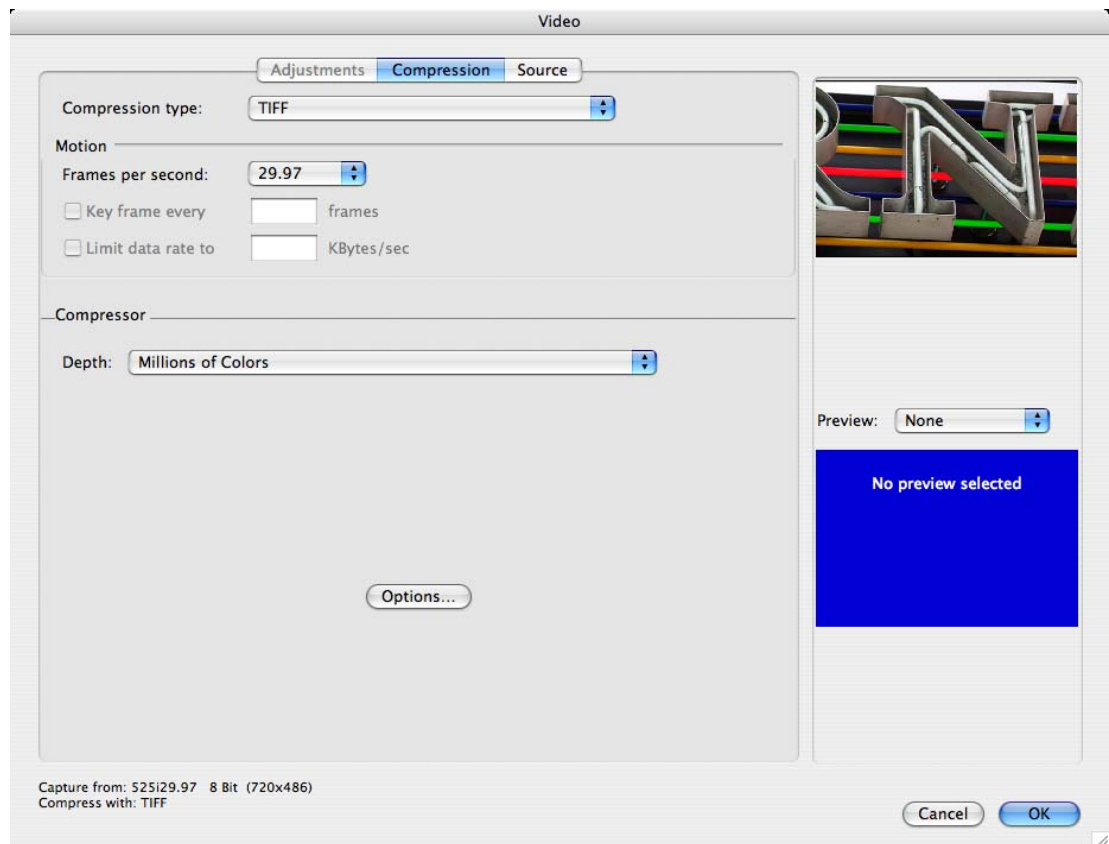 Video
Adjustments Compression Source
Compression type: TIFF
Motion
Frames per second: 29.97
Key frame every frames
Limit data rate to KBytes/sec
Compressor
Depth: Millions of Colors
Options...
N
Preview: None
No preview selected
Capture from: 525i29.97 8 Bit (720x486)
Compress with: TIFF
Cancel OK